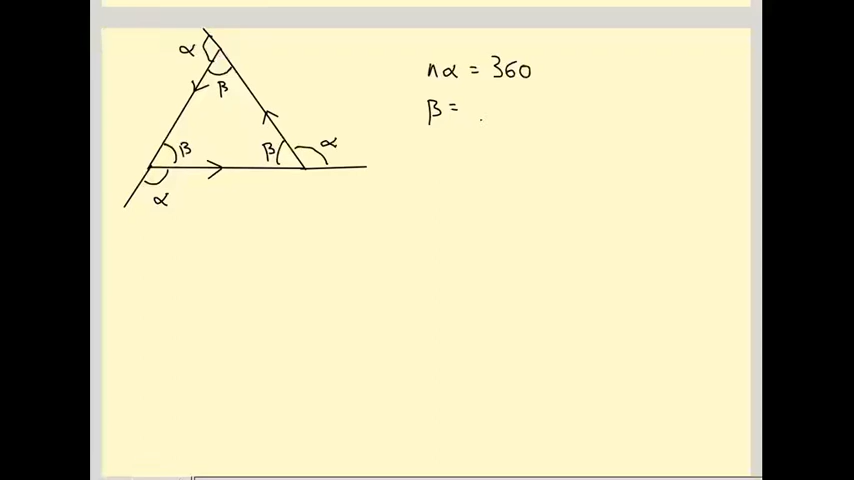 α
β
β
β
α
α
nα = 360
β =